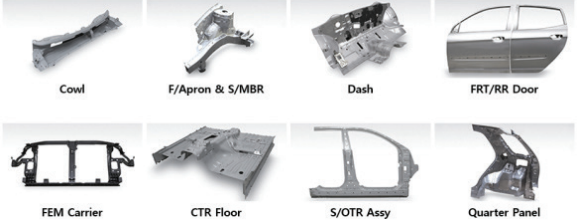 Cowl
F/Apron & S/MBR
Dash
FRT/RR Door
FEM Carrier
CTR Floor
S/OTR Assy
Quarter Panel